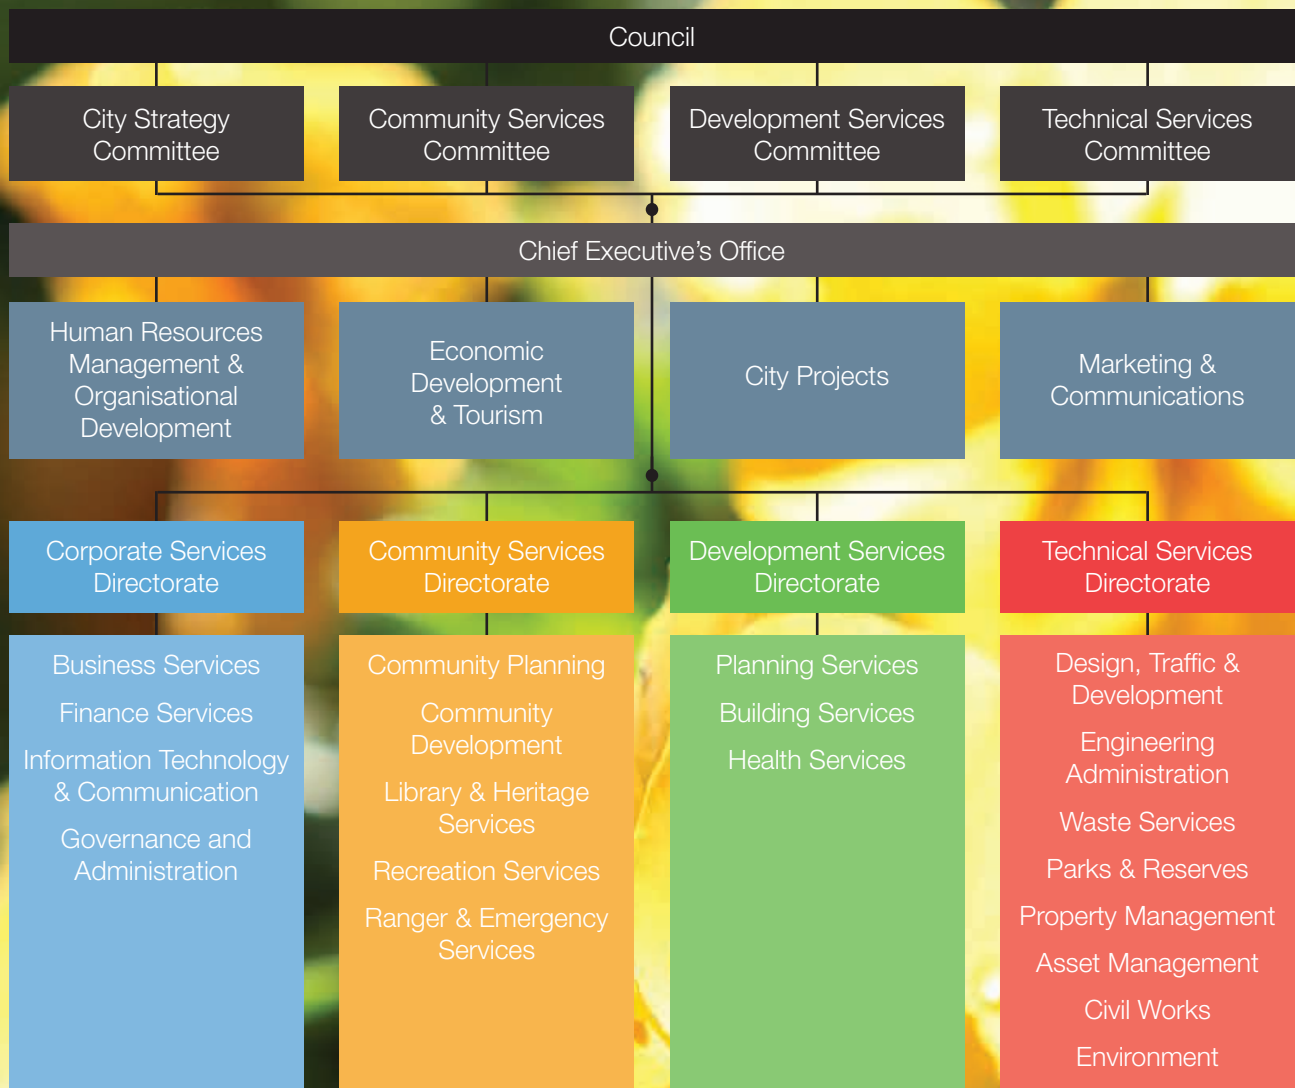 Council
City Strategy
Committee
Community Services
Committee
Development Services
Committee
Technical Services
Committee
Chief Executive’s Office
Human Resources
Management &
Organisational
Development
Economic
Development
& Tourism
City Projects
Marketing &
Communications
Corporate Services
Directorate
Community Services
Directorate
Development Services
Directorate
Technical Services
Directorate
Business Services
Finance Services
Information Technology
& Communication
Governance and
Administration
Community Planning
Community
Development
Library & Heritage
Services
Recreation Services
Ranger & Emergency
Services
Planning Services
Building Services
Health Services
Design, Traffic &
Development
Engineering
Administration
Waste Services
Parks & Reserves
Property Management
Asset Management
Civil Works
Environment